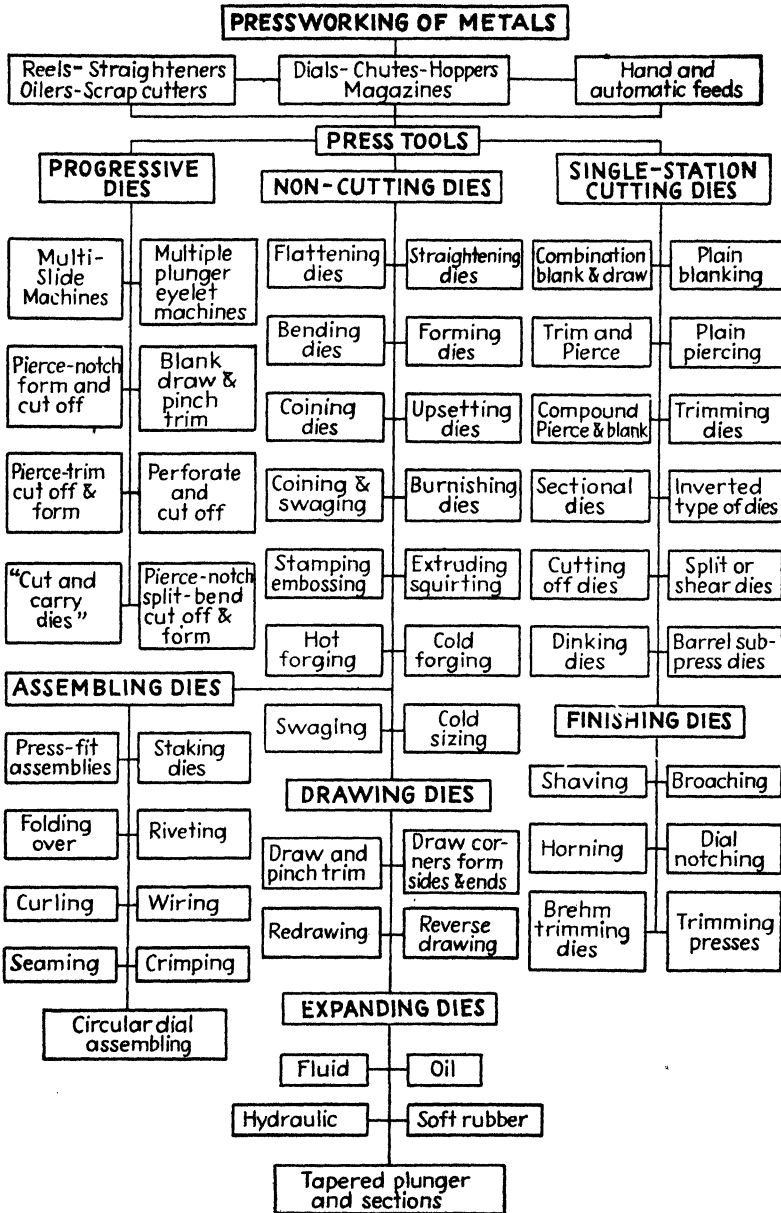 PRESSWORKING OF METALS
Reels-Straighteners
Oilers-Scrap cutters
Dials-Chutes-Hoppers
Magazines
Hand and
automatic feeds
PRESS TOOLS
PROGRESSIVE
DIES
Multi-
Slide
Machines
Multiple
plunger
eyelet
machines
Pierce-notch
form and
cut off
Blank
draw &
pinch
trim
Pierce-trim
cut off &
form
Perforate
and
cut off
"Cut and
carry
dies"
Pierce-notch
split-bend
cut off &
form
NON-CUTTING DIES
Flattening
dies
Straightening
dies
Bending
dies
Forming
dies
Coining
dies
Upsetting
dies
Coining &
swaging
Burnishing
dies
Stamping
embossing
Extruding
squirting
Hot
forging
Cold
forging
Swaging
Cold
sizing
SINGLE-STATION
CUTTING DIES
Combination
blank & draw
Plain
blanking
Trim and
Pierce
Plain
piercing
Compound
Pierce & blank
Trimming
dies
Sectional
dies
Inverted
type of dies
Cutting
off dies
Split or
shear dies
Dinking
dies
Barrel sub-
press dies
ASSEMBLING DIES
Press-fit
assemblies
Staking
dies
Folding
over
Riveting
Curling
Wiring
Seaming
Crimping
Circular dial
assembling
DRAWING DIES
Draw and
pinch trim
Draw cor-
ners form
sides & ends
Redrawing
Reverse
drawing
EXPANDING DIES
Fluid
Oil
Hydraulic
Soft rubber
Tapered plunger
and sections
FINISHING DIES
Shaving
Broaching
Horning
Dial
notching
Brehm
trimming
dies
Trimming
presses